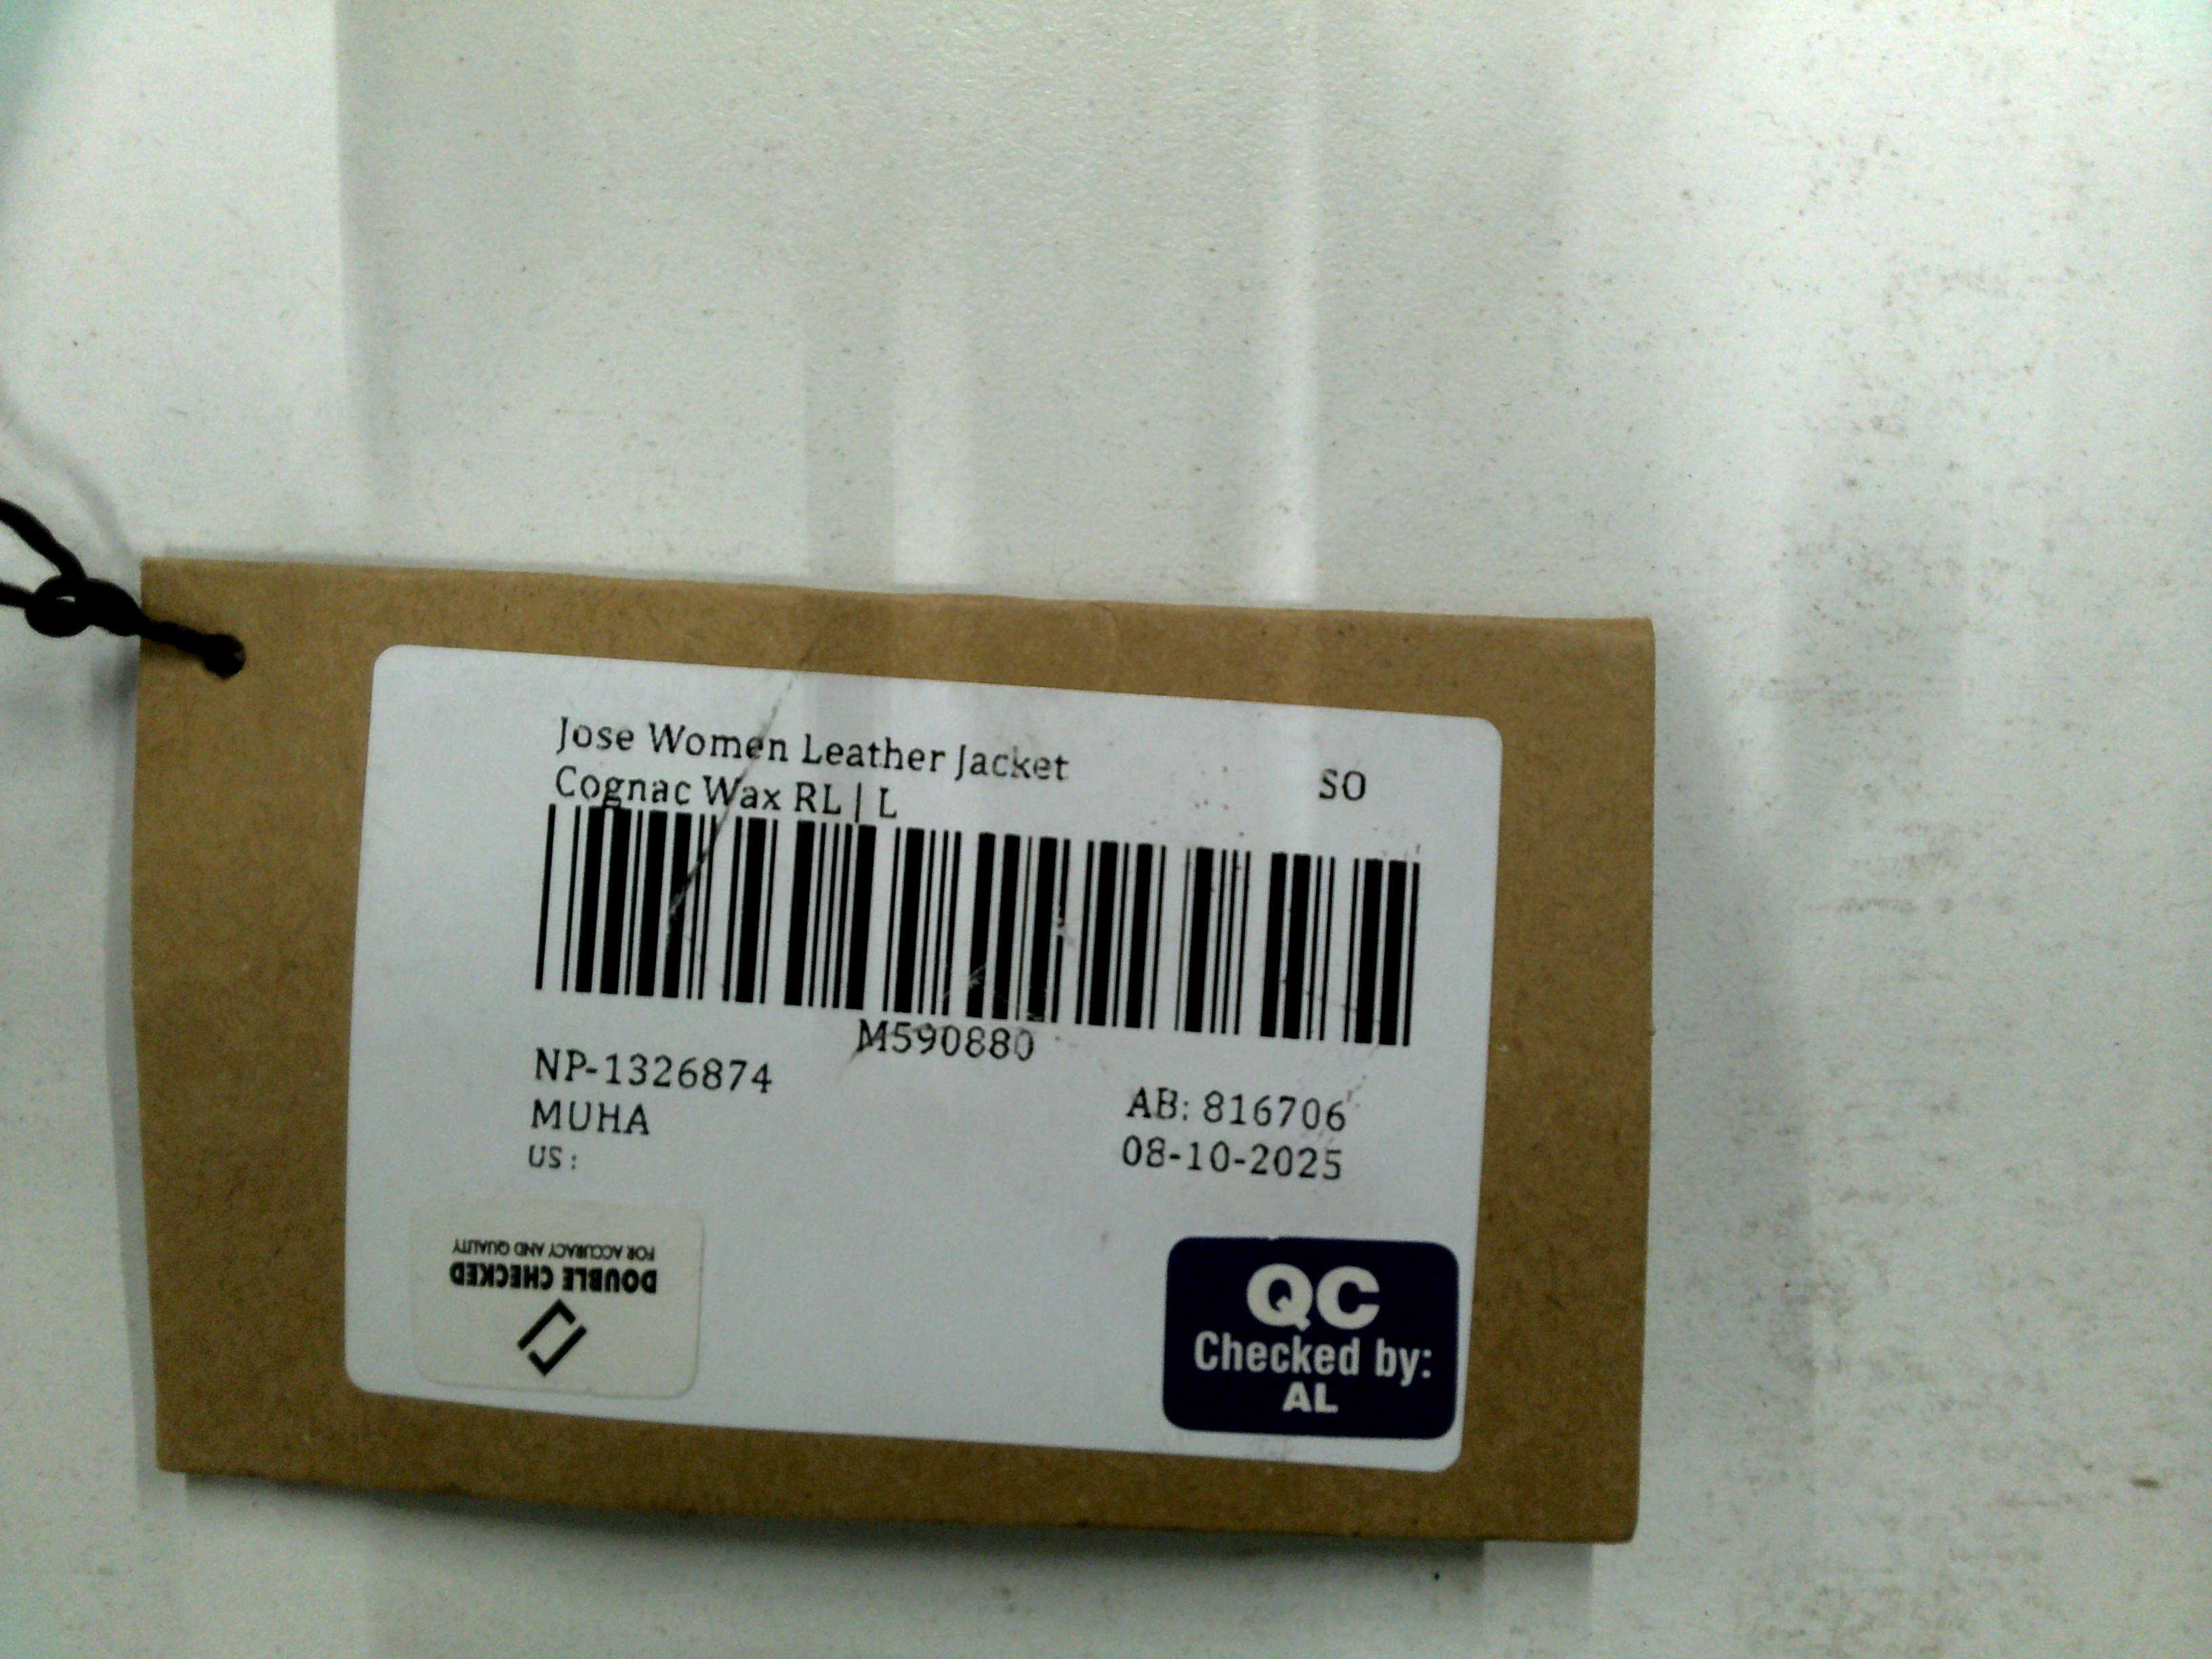 Jose Women Leather Jacket
Cognac Wax RL | L
SO
M590880
NP-1326874
MUHA
US :
AB: 816706
08-10-2025
DOUBLE CHECKED
FOR ACCURACY AND QUALITY
QC
Checked by:
AL